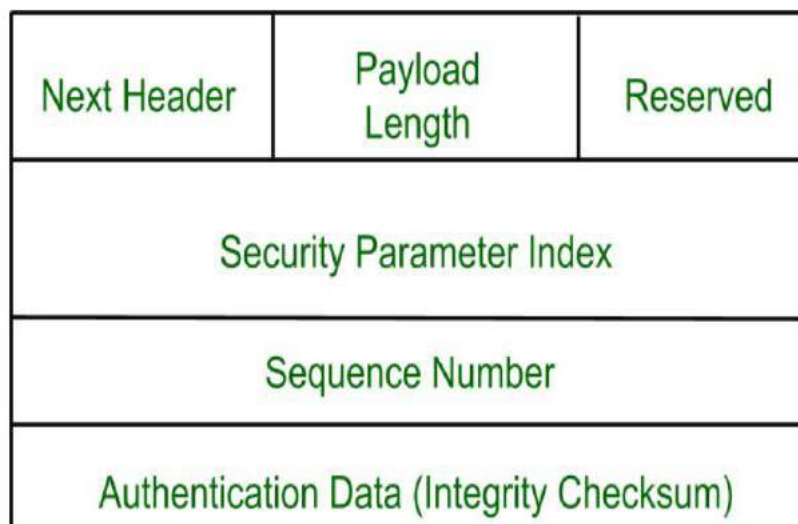 Next Header
Payload
Length
Reserved
Security Parameter Index
Sequence Number
Authentication Data (Integrity Checksum)